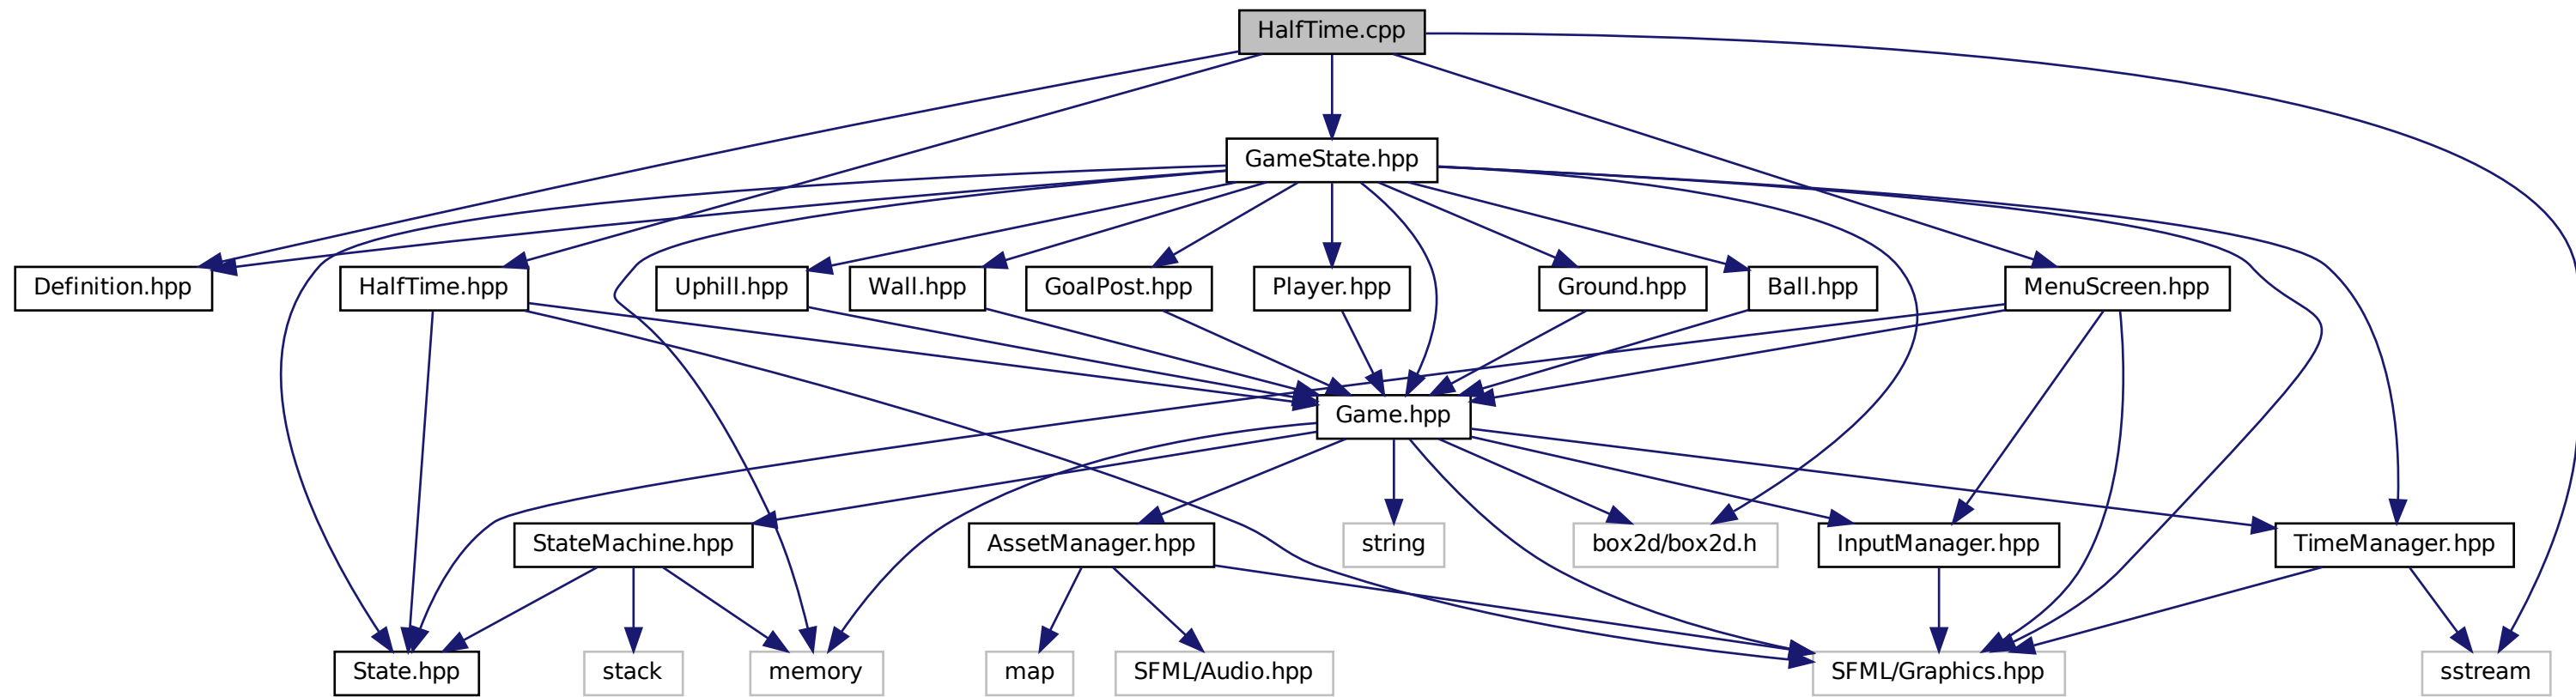 HalfTime.cpp
GameState.hpp
Definition.hpp
HalfTime.hpp
Uphill.hpp
Wall.hpp
GoalPost.hpp
Player.hpp
Ground.hpp
Ball.hpp
MenuScreen.hpp
Game.hpp
StateMachine.hpp
AssetManager.hpp
string
box2d/box2d.h
InputManager.hpp
TimeManager.hpp
State.hpp
stack
memory
map
SFML/Audio.hpp
SFML/Graphics.hpp
sstream